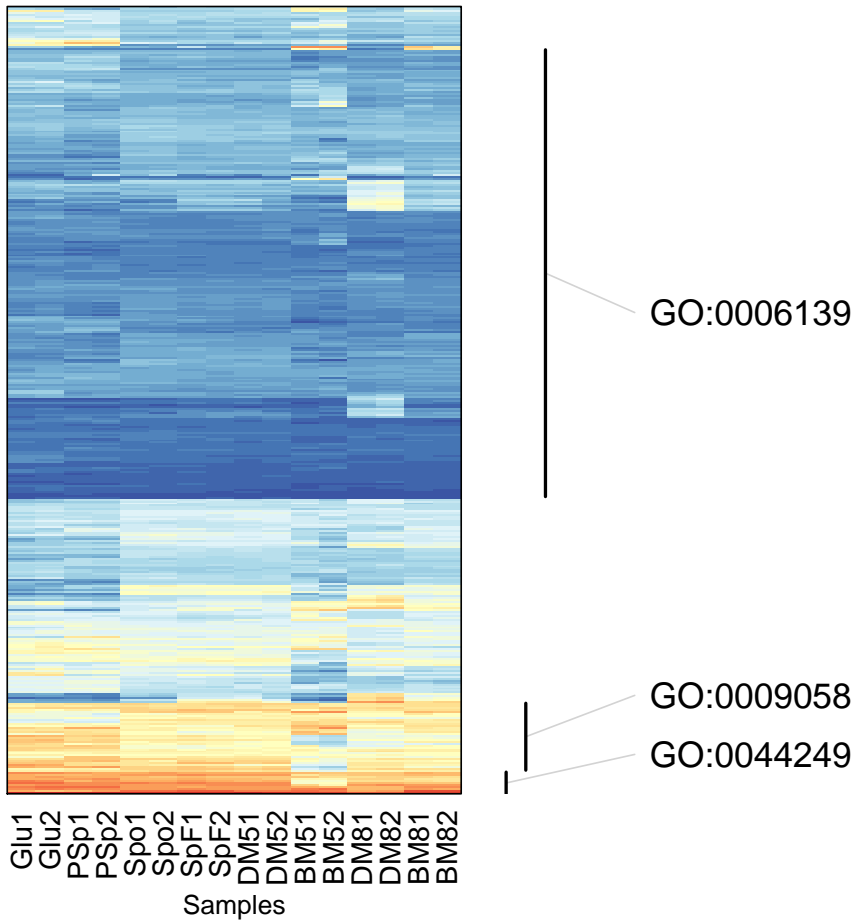 GO:0006139
GO:0009058
GO:0044249
Glu1
Glu2
PSp1
PSp2
Spo1
Spo2
SpF1
SpF2
DM51
DM52
BM51
BM52
DM81
DM82
BM81
BM82
Samples